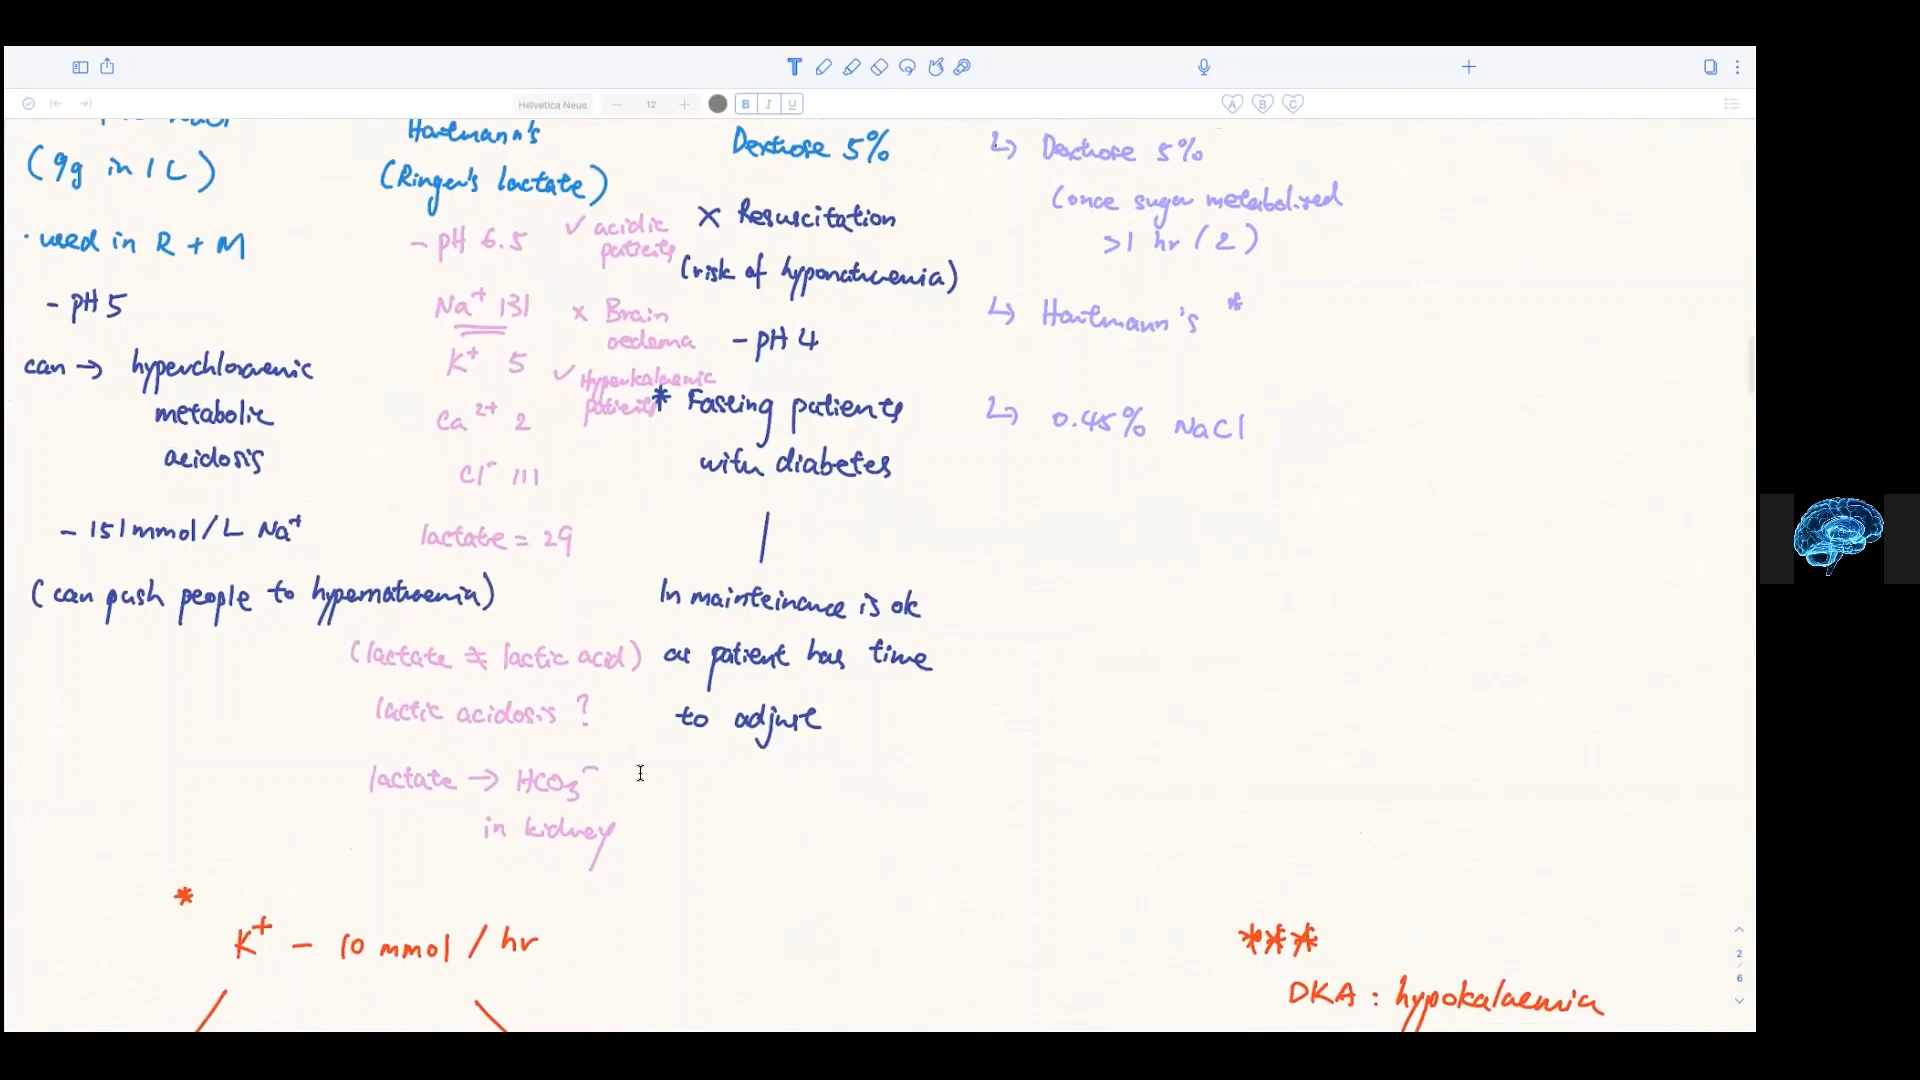 Helvetica Neue
12
B I U
A B C
(9g in 1L)
· used in R + M
- pH 5
can → hyperchloraemic
metabolic
acidosis
- 151 mmol/L Na+
(can push people to hypernatraemia)
Hartmann's
(Ringer's lactate)
- pH 6.5
✓ acidic
patients
Na+ 131
x Brain
oedema
K+ 5
✓ Hyperkalaemic
patients
Ca2+ 2
Cl- 111
lactate = 29
(lactate ≠ lactic acid)
lactic acidosis ?
lactate → HCO3-
in kidney
Dextrose 5%
X Resuscitation
(risk of hyponatraemia)
- pH 4
* Fasting patients
with diabetes
|
In mainteinance is ok
as patient has time
to adjust
↳ Dextrose 5%
(once sugar metabolised
>1 hr (2)
↳ Hartmann's *
↳ 0.45% NaCl
*
K+ - 10 mmol / hr
***
DKA : hypokalaemia
2
6